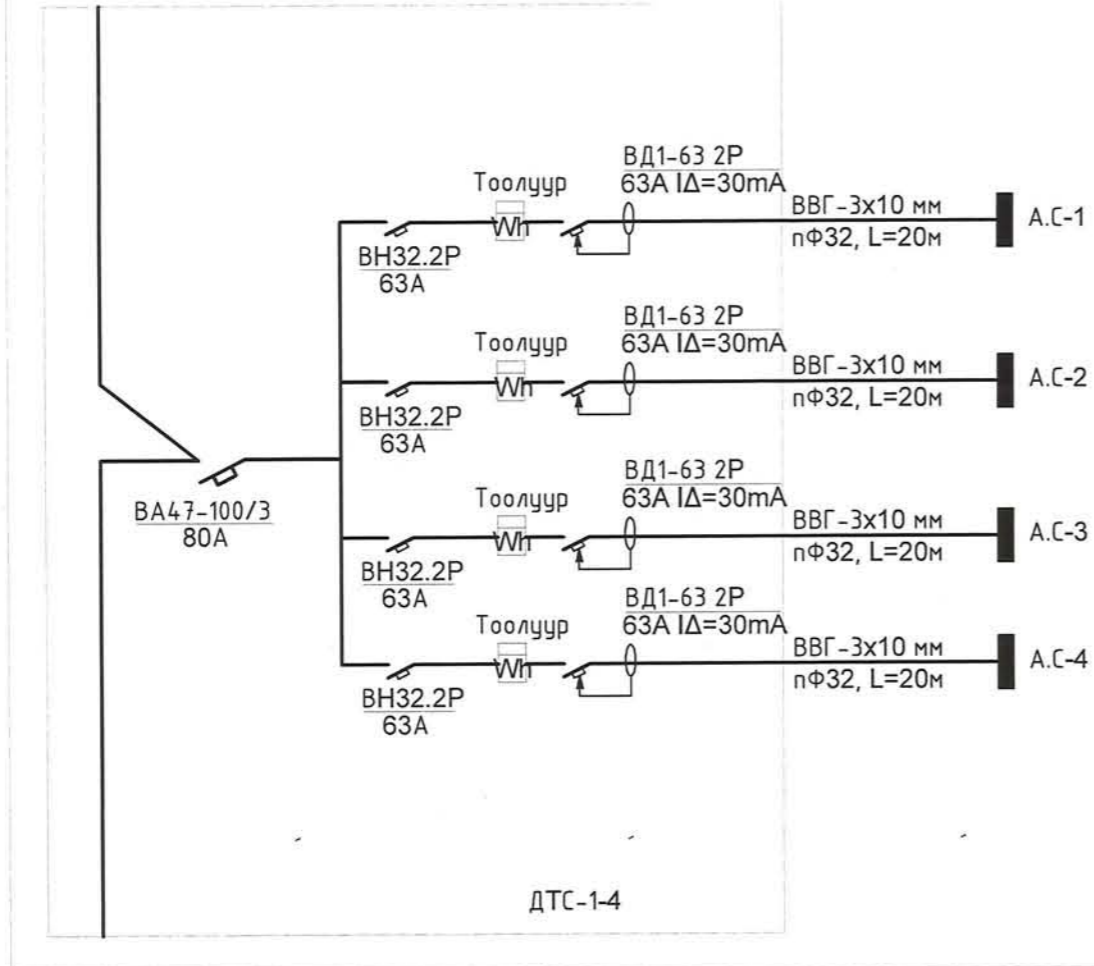 ВД1-63 2Р
63А IΔ=30mA
Тоолуур
Wh
ВН32.2Р
63А
ВВГ-3х10 мм
пФ32, L=20м
А.С-1
ВД1-63 2Р
63А IΔ=30mA
Тоолуур
Wh
ВН32.2Р
63А
ВВГ-3х10 мм
пФ32, L=20м
А.С-2
ВА47-100/3
80А
ВД1-63 2Р
63А IΔ=30mA
Тоолуур
Wh
ВН32.2Р
63А
ВВГ-3х10 мм
пФ32, L=20м
А.С-3
ВД1-63 2Р
63А IΔ=30mA
Тоолуур
Wh
ВН32.2Р
63А
ВВГ-3х10 мм
пФ32, L=20м
А.С-4
ДТС-1-4